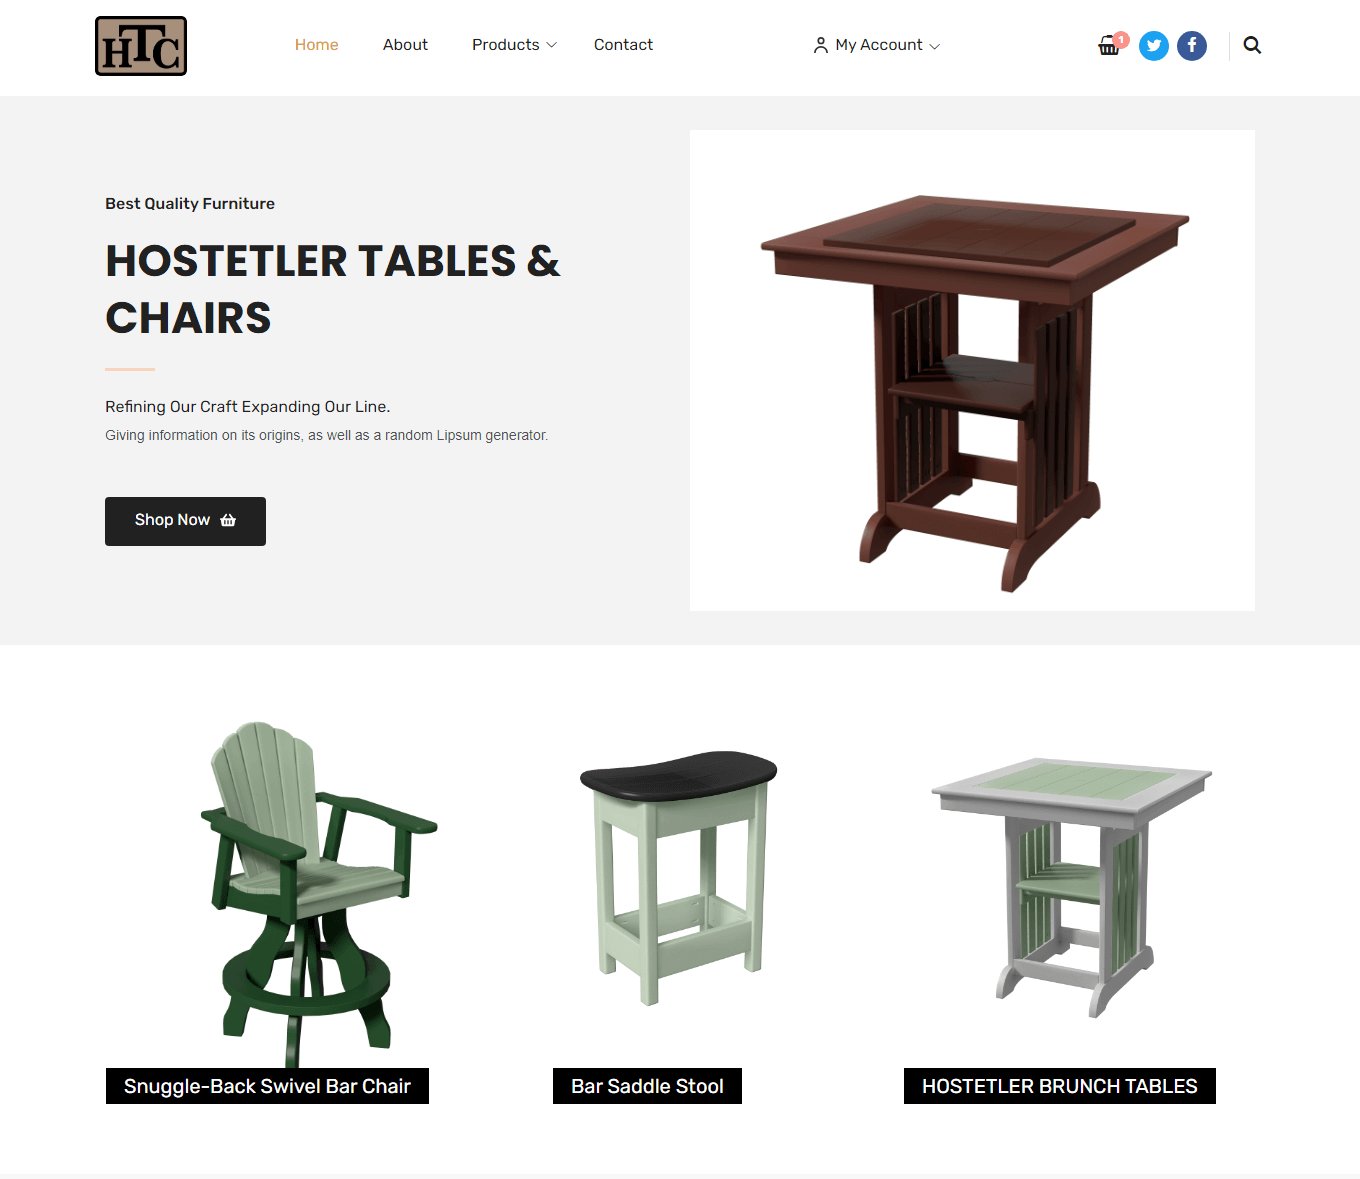 HTC
Home
About
Products
Contact
My Account
1
Best Quality Furniture
HOSTETLER TABLES &
CHAIRS
Refining Our Craft Expanding Our Line.
Giving information on its origins, as well as a random Lipsum generator.
Shop Now
Snuggle-Back Swivel Bar Chair
Bar Saddle Stool
HOSTETLER BRUNCH TABLES